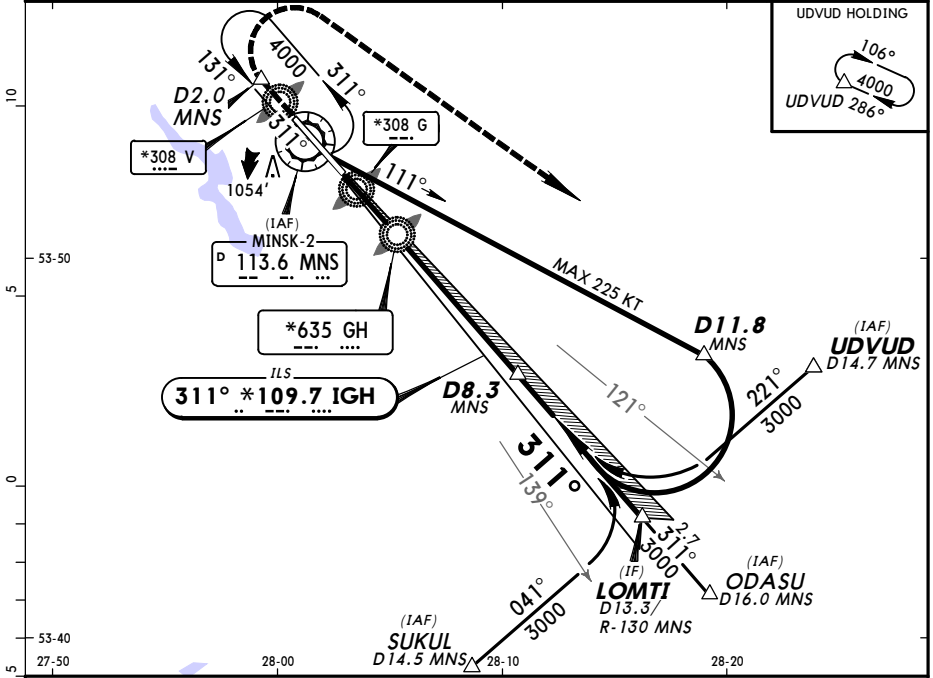 UDVUD HOLDING
106°
4000
UDVUD 286°
4000
311°
131°
D2.0
MNS
10
311°
*308 G
*308 V
1054'
111°
(IAF)
MINSK-2
D 113.6 MNS
53-50
MAX 225 KT
5
*635 GH
D11.8
MNS
(IAF)
UDVUD
D14.7 MNS
ILS
311° *109.7 IGH
D8.3
MNS
121°
221°
3000
311°
139°
0
2.7
311°
3000
(IF)
LOMTI
D13.3/
R-130 MNS
(IAF)
ODASU
D16.0 MNS
041°
3000
(IAF)
SUKUL
D14.5 MNS
53-40
5
27-50
28-00
28-10
28-20